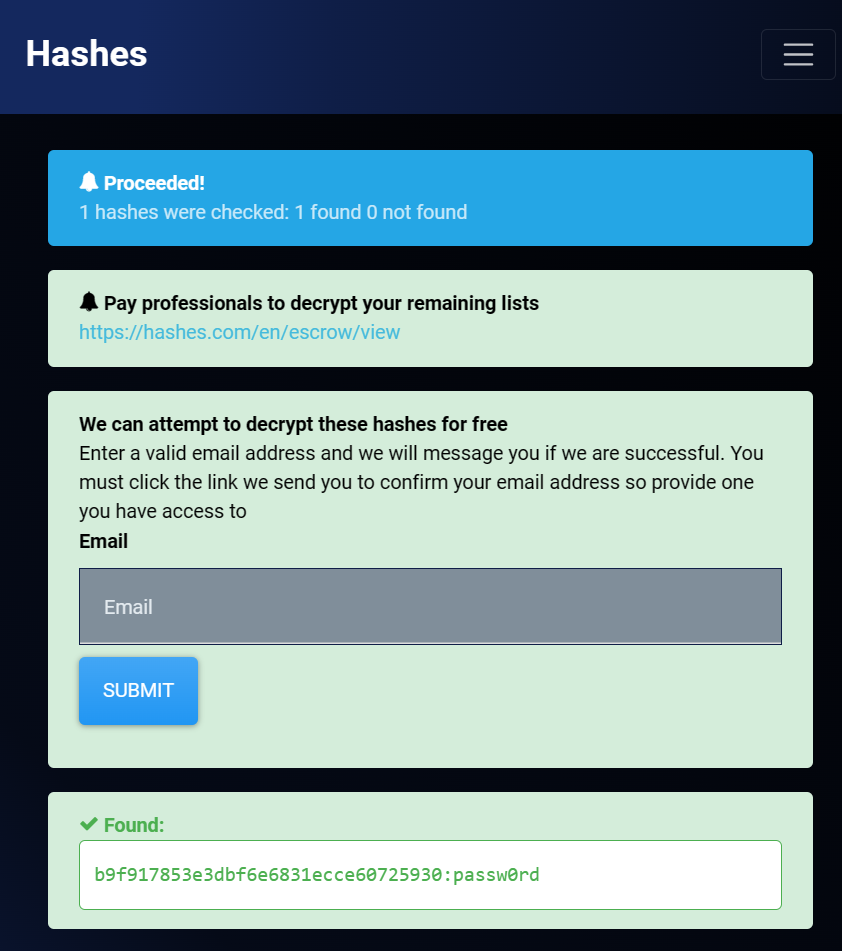 Hashes
Proceeded!
1 hashes were checked: 1 found 0 not found
Pay professionals to decrypt your remaining lists
https://hashes.com/en/escrow/view
We can attempt to decrypt these hashes for free
Enter a valid email address and we will message you if we are successful. You
must click the link we send you to confirm your email address so provide one
you have access to
Email
Email
SUBMIT
Found:
b9f917853e3dbf6e6831ecce60725930:passw0rd